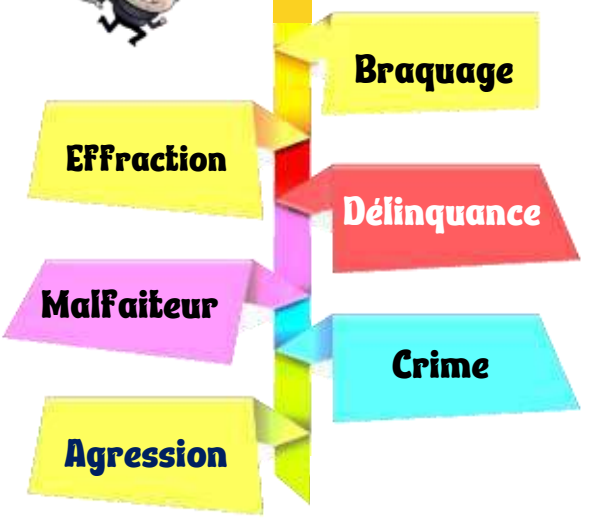 Braquage
Effraction
Délinquance
Malfaiteur
Crime
Agression